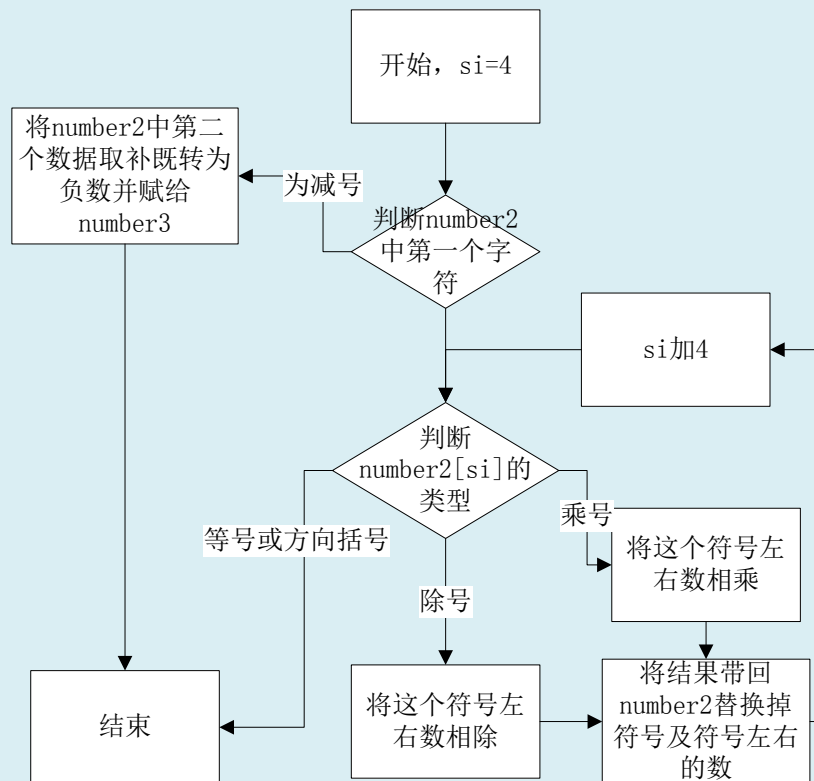 开始，si=4
将number2中第二
个数据取补既转为
负数并赋给
number3
为减号
判断number2
中第一个字
符
si加4
判断
number2[si]的
类型
乘号
等号或方向括号
将这个符号左
右数相乘
除号
结束
将这个符号左
右数相除
将结果带回
number2替换掉
符号及符号左右
的数